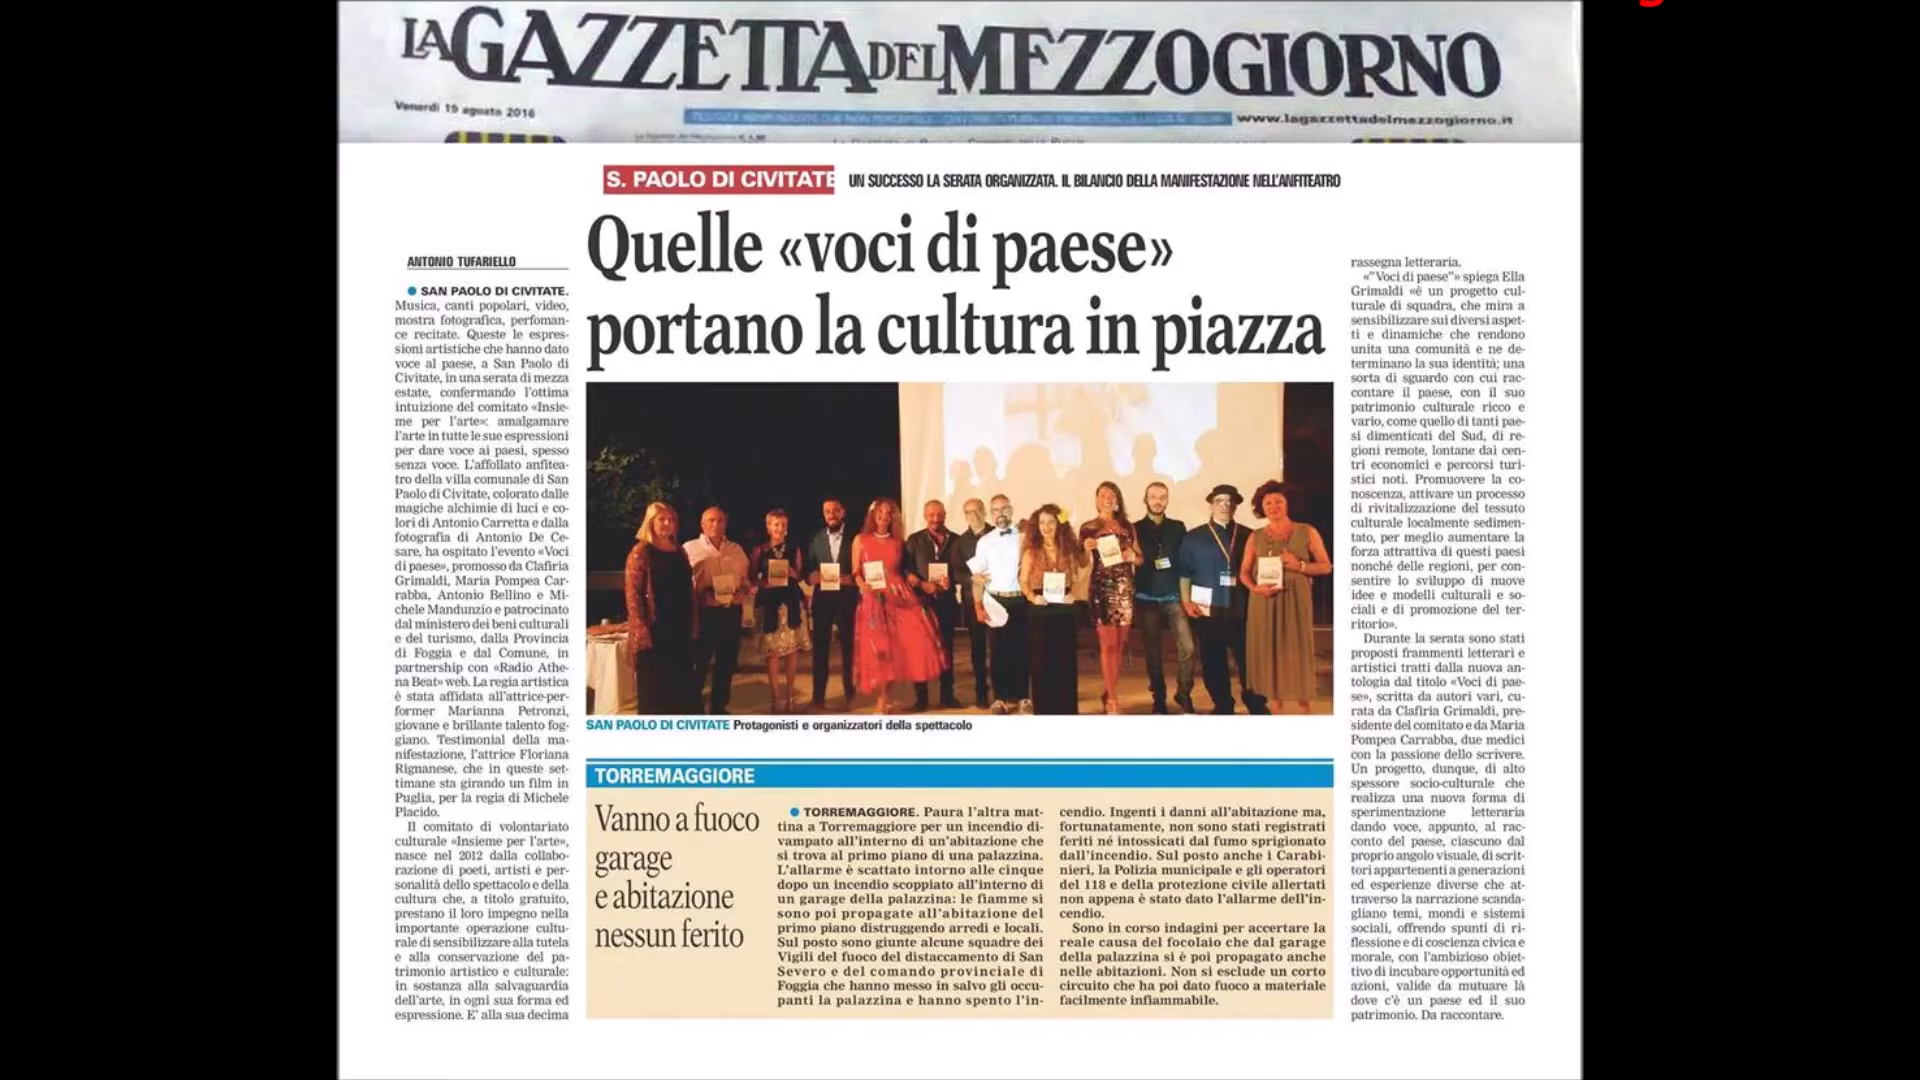 LA GAZZETTA DEL MEZZOGIORNO
Venerdì 19 agosto 2016
www.lagazzettadelmezzogiorno.it
S. PAOLO DI CIVITATE UN SUCCESSO LA SERATA ORGANIZZATA. IL BILANCIO DELLA MANIFESTAZIONE NELL'ANFITEATRO
Quelle «voci di paese»
portano la cultura in piazza
ANTONIO TUFARIELLO
● SAN PAOLO DI CIVITATE.
Musica, canti popolari, video,
mostra fotografica, perfoman-
ce recitate. Queste le espres-
sioni artistiche che hanno dato
voce al paese, a San Paolo di
Civitate, in una serata di mezza
estate, confermando l'ottima
intuizione del comitato «Insie-
me per l'arte»: amalgamare
l'arte in tutte le sue espressioni
per dare voce ai paesi, spesso
senza voce. L'affollato anfitea-
tro della villa comunale di San
Paolo di Civitate, colorato dalle
magiche alchimie di luci e co-
lori di Antonio Carretta e dalla
fotografia di Antonio De Ce-
sare, ha ospitato l'evento «Voci
di paese», promosso da Clafiria
Grimaldi, Maria Pompea Car-
rabba, Antonio Bellino e Mi-
chele Mandunzio e patrocinato
dal ministero dei beni culturali
e del turismo, dalla Provincia
di Foggia e dal Comune, in
partnership con «Radio Athe-
na Beat» web. La regia artistica
è stata affidata all'attrice-per-
former Marianna Petronzi,
giovane e brillante talento fog-
giano. Testimonial della ma-
nifestazione, l'attrice Floriana
Rignanese, che in queste set-
timane sta girando un film in
Puglia, per la regia di Michele
Placido.
Il comitato di volontariato
culturale «Insieme per l'arte»,
nasce nel 2012 dalla collabo-
razione di poeti, artisti e per-
sonalità dello spettacolo e della
cultura che, a titolo gratuito,
prestano il loro impegno nella
importante operazione cultu-
rale di sensibilizzare alla tutela
e alla conservazione del pa-
trimonio artistico e culturale:
in sostanza alla salvaguardia
dell'arte, in ogni sua forma ed
espressione. E' alla sua decima
rassegna letteraria.
«"Voci di paese"» spiega Ella
Grimaldi «è un progetto cul-
turale di squadra, che mira a
sensibilizzare sui diversi aspet-
ti e dinamiche che rendono
unita una comunità e ne de-
terminano la sua identità; una
sorta di sguardo con cui rac-
contare il paese, con il suo
patrimonio culturale ricco e
vario, come quello di tanti pae-
si dimenticati del Sud, di re-
gioni remote, lontane dai cen-
tri economici e percorsi turi-
stici noti. Promuovere la co-
noscenza, attivare un processo
di rivitalizzazione del tessuto
culturale localmente sedimen-
tato, per meglio aumentare la
forza attrattiva di questi paesi
nonché delle regioni, per con-
sentire lo sviluppo di nuove
idee e modelli culturali e so-
ciali e di promozione del ter-
ritorio».
Durante la serata sono stati
proposti frammenti letterari e
artistici tratti dalla nuova an-
tologia dal titolo «Voci di pae-
se», scritta da autori vari, cu-
rata da Clafiria Grimaldi, pre-
sidente del comitato e da Maria
Pompea Carrabba, due medici
con la passione dello scrivere.
Un progetto, dunque, di alto
spessore socio-culturale che
realizza una nuova forma di
sperimentazione letteraria
dando voce, appunto, al rac-
conto del paese, ciascuno dal
proprio angolo visuale, di scrit-
tori appartenenti a generazioni
ed esperienze diverse che at-
traverso la narrazione scanda-
gliano temi, mondi e sistemi
sociali, offrendo spunti di ri-
flessione e di coscienza civica e
morale, con l'ambizioso obiet-
tivo di incubare opportunità ed
azioni, valide da mutuare là
dove c'è un paese ed il suo
patrimonio. Da raccontare.
SAN PAOLO DI CIVITATE Protagonisti e organizzatori della spettacolo
TORREMAGGIORE
Vanno a fuoco
garage
e abitazione
nessun ferito
● TORREMAGGIORE. Paura l'altra mat-
tina a Torremaggiore per un incendio di-
vampato all'interno di un'abitazione che
si trova al primo piano di una palazzina.
L'allarme è scattato intorno alle cinque
dopo un incendio scoppiato all'interno di
un garage della palazzina: le fiamme si
sono poi propagate all'abitazione del
primo piano distruggendo arredi e locali.
Sul posto sono giunte alcune squadre dei
Vigili del fuoco del distaccamento di San
Severo e del comando provinciale di
Foggia che hanno messo in salvo gli occu-
panti la palazzina e hanno spento l'in-
cendio. Ingenti i danni all'abitazione ma,
fortunatamente, non sono stati registrati
feriti né intossicati dal fumo sprigionato
dall'incendio. Sul posto anche i Carabi-
nieri, la Polizia municipale e gli operatori
del 118 e della protezione civile allertati
non appena è stato dato l'allarme dell'in-
cendio.
Sono in corso indagini per accertare la
reale causa del focolaio che dal garage
della palazzina si è poi propagato anche
nelle abitazioni. Non si esclude un corto
circuito che ha poi dato fuoco a materiale
facilmente infiammabile.